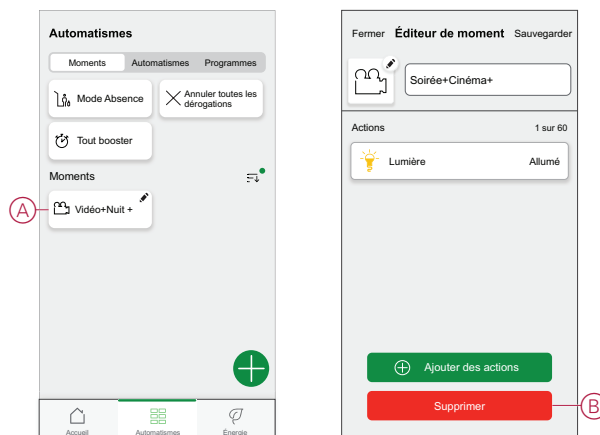 Automatismes
Moments Automatismes Programmes
Mode Absence
Annuler toutes les
dérogations
Tout booster
Moments
A
Vidéo+Nuit +
Accueil Automatismes Énergie
Fermer Éditeur de moment Sauvegarder
Soirée+Cinéma+
Actions 1 sur 60
Lumière Allumé
Ajouter des actions
Supprimer
B